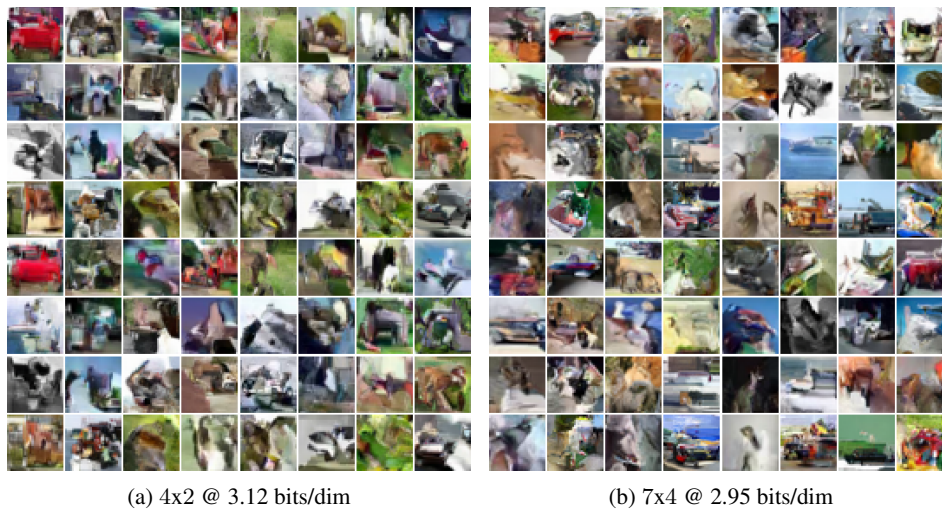 (a) 4x2 @ 3.12 bits/dim
(b) 7x4 @ 2.95 bits/dim